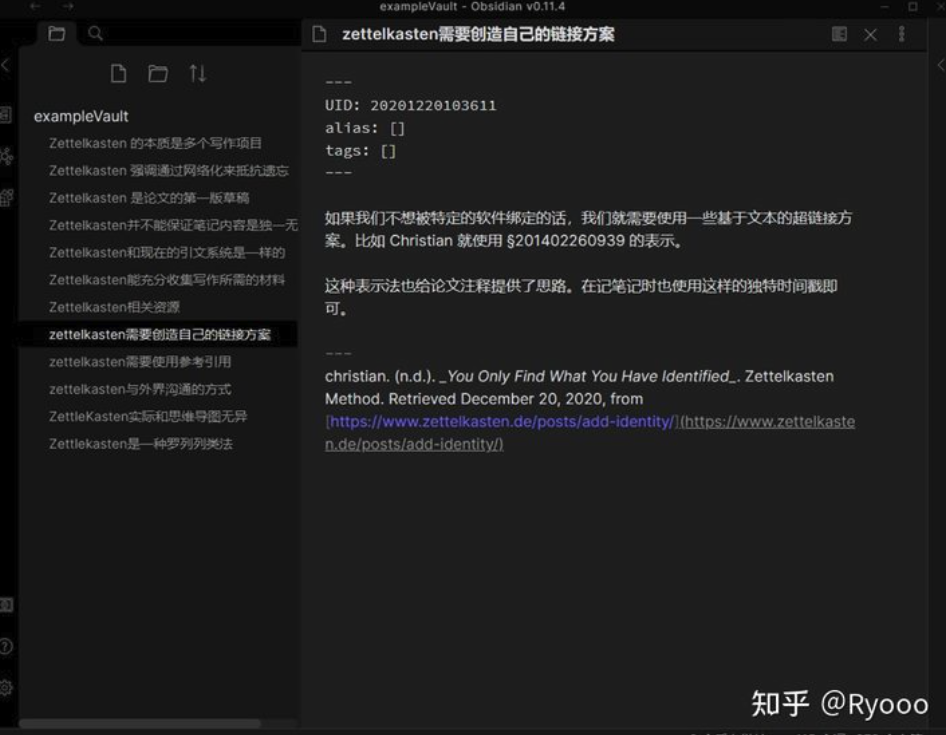 exampleVault - Obsidian v0.11.4
zettelkasten需要创造自己的链接方案
exampleVault
Zettelkasten 的本质是多个写作项目
Zettelkasten 强调通过网络化来抵抗遗忘
Zettelkasten 是论文的第一版草稿
Zettelkasten并不能保证笔记内容是独一无
Zettelkasten和现在的引文系统是一样的
Zettelkasten能充分收集写作所需的材料
Zettelkasten相关资源
zettelkasten需要创造自己的链接方案
zettelkasten需要使用参考引用
zettelkasten与外界沟通的方式
ZettleKasten实际和思维导图无异
Zettlekasten是一种罗列列类法
---
UID: 20201220103611
alias: []
tags: []
---
如果我们不想被特定的软件绑定的话，我们就需要使用一些基于文本的超链接方
案。比如 Christian 就使用 §201402260939 的表示。
这种表示法也给论文注释提供了思路。在记笔记时也使用这样的独特时间戳即
可。
---
christian. (n.d.). _You Only Find What You Have Identified_. Zettelkasten
Method. Retrieved December 20, 2020, from
[https://www.zettelkasten.de/posts/add-identity/](https://www.zettelkaste
n.de/posts/add-identity/)
知乎 @Ryooo